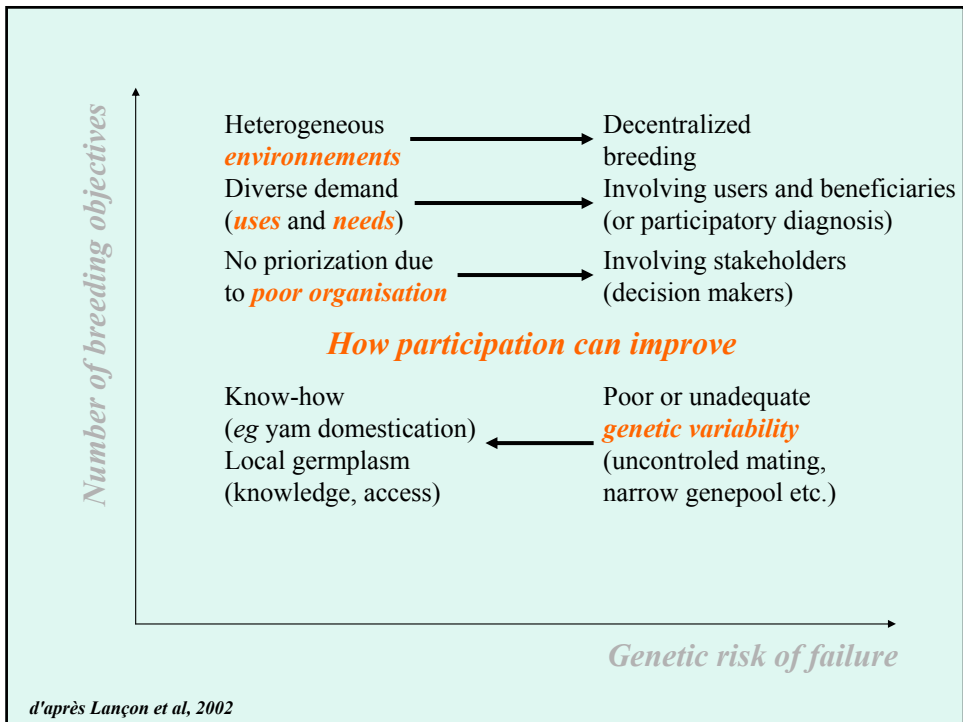 Number of breeding objectives
Heterogeneous
environnements
Decentralized
breeding
Diverse demand
(uses and needs)
Involving users and beneficiaries
(or participatory diagnosis)
No priorization due
to poor organisation
Involving stakeholders
(decision makers)
How participation can improve
Know-how
(eg yam domestication)
Local germplasm
(knowledge, access)
Poor or unadequate
genetic variability
(uncontroled mating,
narrow genepool etc.)
Genetic risk of failure
d'après Lançon et al, 2002